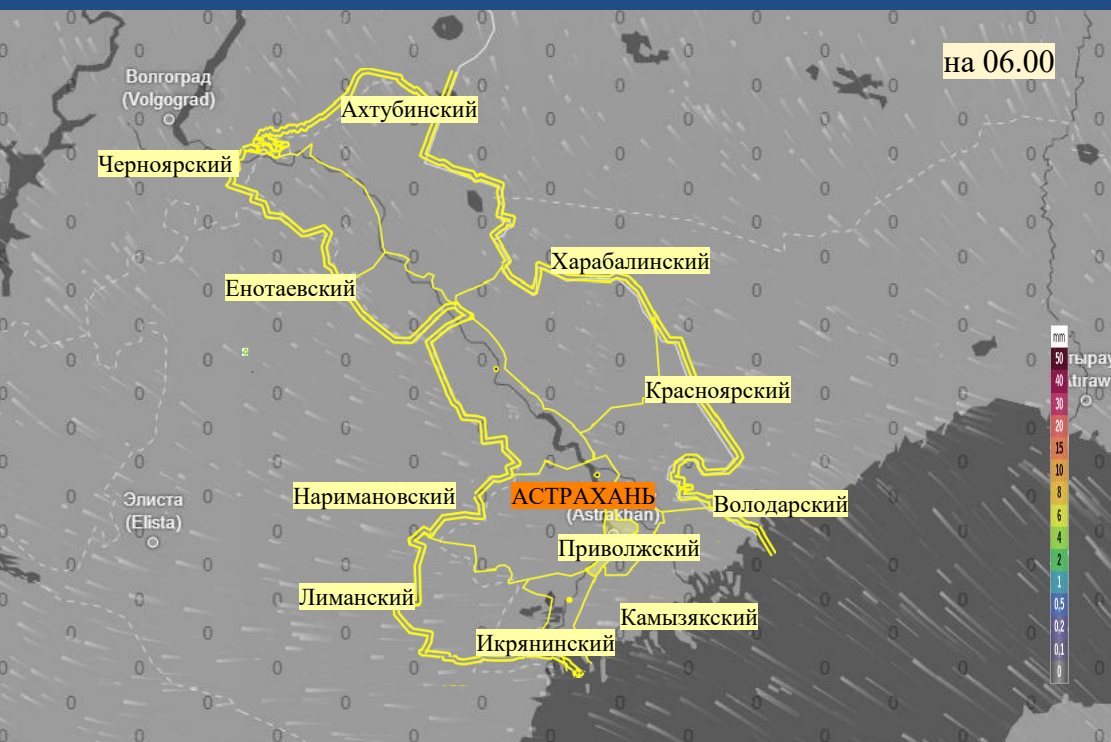 на 06.00
Волгоград
(Volgograd)
Ахтубинский
Черноярский
Харабалинский
Енотаевский
mm
50
40
30
20
15
10
8
6
4
2
1
0,5
0,2
0,1
0
Красноярский
Элиста
(Elista)
Наримановский
АСТРАХАНЬ
(Astrakhan)
Володарский
Приволжский
Лиманский
Камызякский
Икрянинский